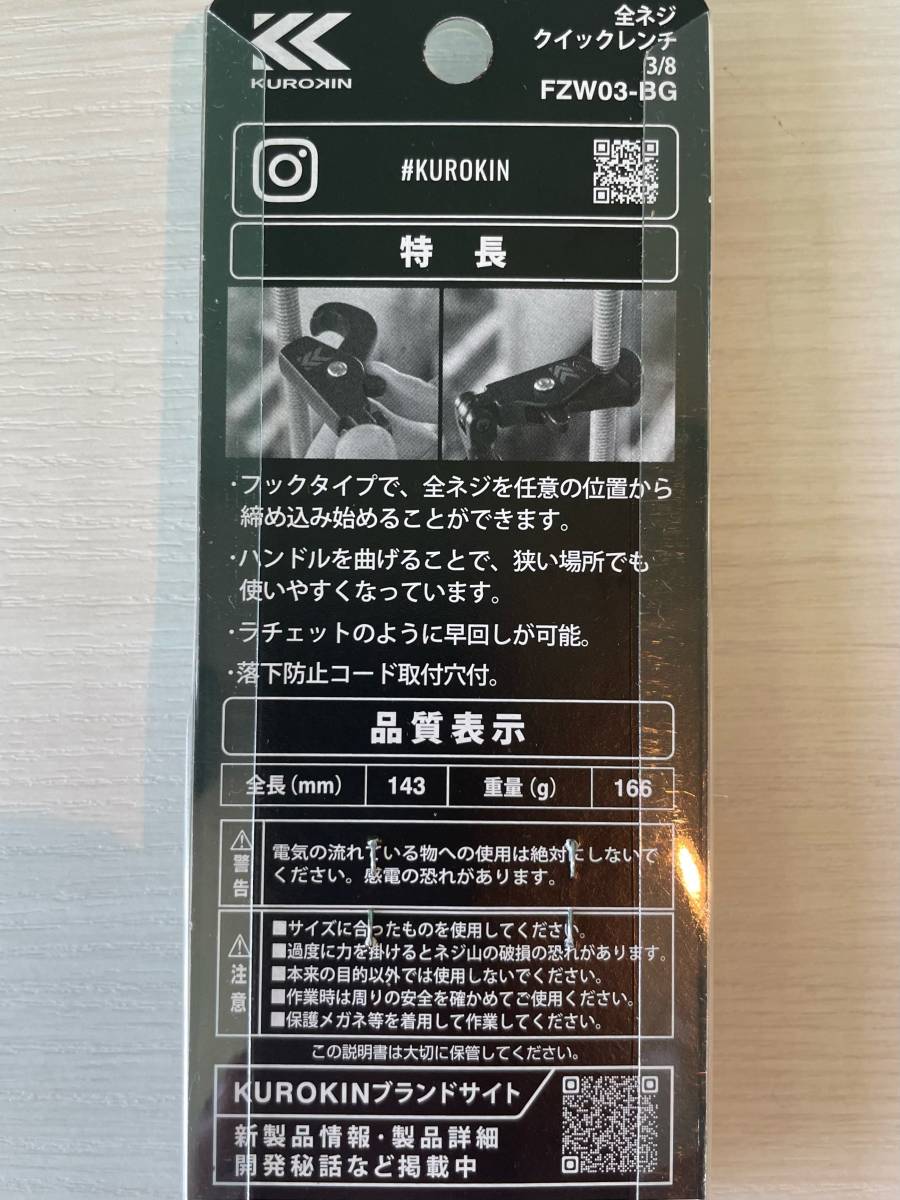 KUROKIN
全ネジ
クイックレンチ
3/8
FZW03-BG
#KUROKIN
特長
・フックタイプで、全ネジを任意の位置から
締め込み始めることができます。
・ハンドルを曲げることで、狭い場所でも
使いやすくなっています。
・ラチェットのように早回しが可能。
・落下防止コード取付穴付。
品質表示
全長(mm) 143 重量(g) 166
警告
電気の流れている物への使用は絶対にしないで
ください。感電の恐れがあります。
注意
■サイズに合ったものを使用してください。
■過度に力を掛けるとネジ山の破損の恐れがあります。
■本来の目的以外では使用しないでください。
■作業時は周りの安全を確かめてご使用ください。
■保護メガネ等を着用して作業してください。
この説明書は大切に保管してください。
KUROKINブランドサイト
新製品情報・製品詳細
開発秘話など掲載中